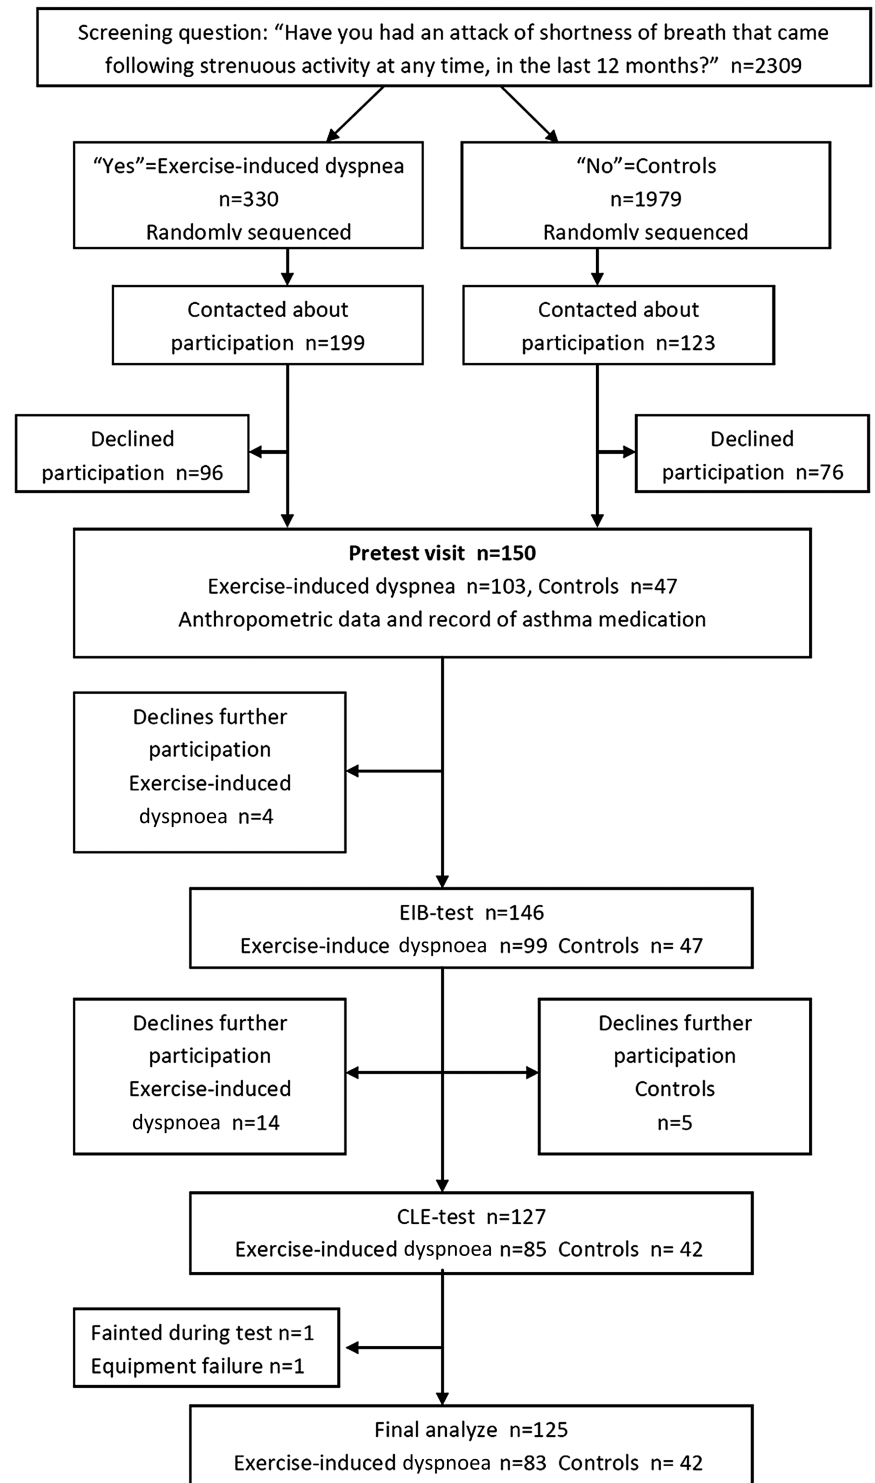 Screening question: “Have you had an attack of shortness of breath that came
following strenuous activity at any time, in the last 12 months?” n=2309
“Yes”=Exercise-induced dyspnea
n=330
Randomly sequenced
“No”=Controls
n=1979
Randomly sequenced
Contacted about
participation n=199
Contacted about
participation n=123
Declined
participation n=96
Declined
participation n=76
Pretest visit n=150
Exercise-induced dyspnea n=103, Controls n=47
Anthropometric data and record of asthma medication
Declines further
participation
Exercise-induced
dyspnoea n=4
EIB-test n=146
Exercise-induce dyspnoea n=99 Controls n= 47
Declines further
participation
Exercise-induced
dyspnoea n=14
Declines further
participation
Controls
n=5
CLE-test n=127
Exercise-induced dyspnoea n=85 Controls n= 42
Fainted during test n=1
Equipment failure n=1
Final analyze n=125
Exercise-induced dyspnoea n=83 Controls n= 42